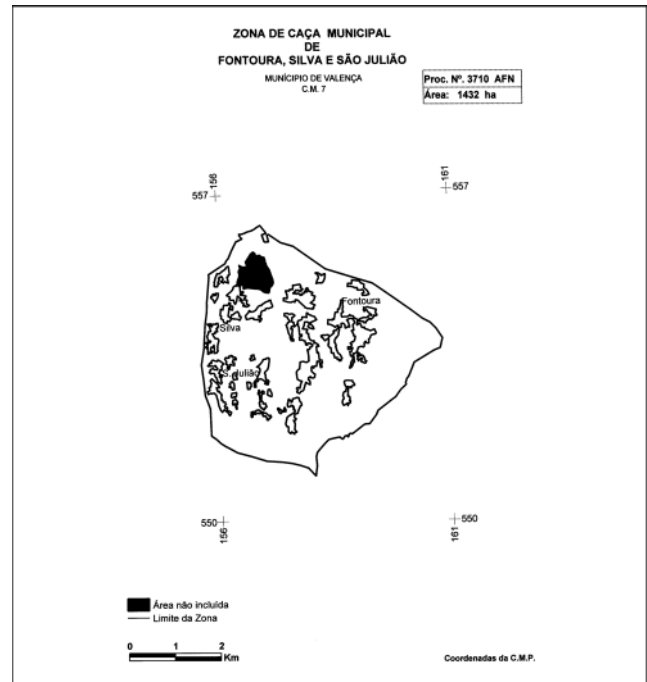 ZONA DE CAÇA MUNICIPAL
DE
FONTOURA, SILVA E SÃO JULIÃO
MUNÍCIPIO DE VALENÇA
C.M. 7
Proc. Nº. 3710 AFN
Área: 1432 ha
156
557
161
557
Fontoura
Silva
S. Julião
550
156
550
161
Área não incluída
Limite da Zona
0 1 2
Km
Coordenadas da C.M.P.